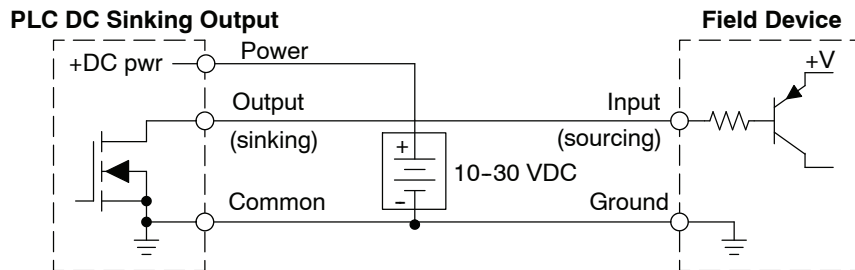 PLC DC Sinking Output
Field Device
+DC pwr
Power
+V
Output
(sinking)
Input
(sourcing)
+
10–30 VDC
–
Common
Ground